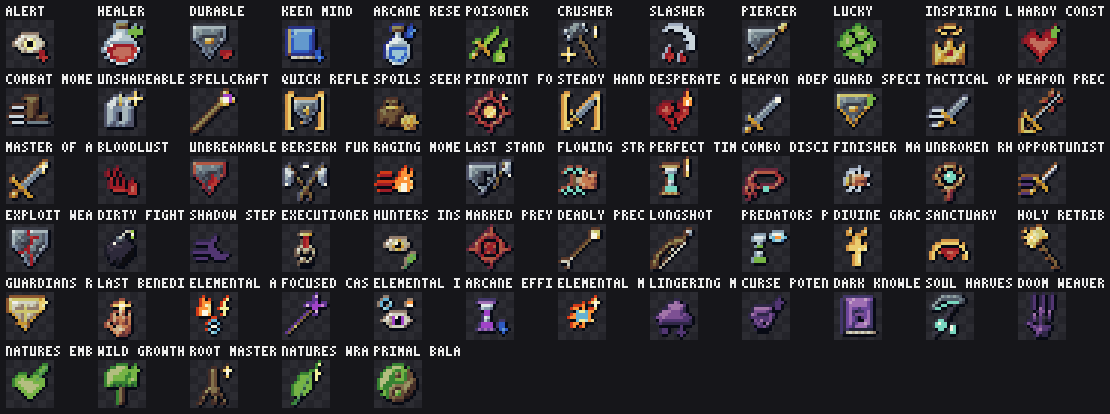 ALERT HEALER DURABLE KEEN MIND ARCANE RESE POISONER CRUSHER SLASHER PIERCER LUCKY INSPIRING L HARDY CONST
COMBAT MOME UNSHAKEABLE SPELLCRAFT QUICK REFLE SPOILS SEEK PINPOINT FO STEADY HAND DESPERATE G WEAPON ADEP GUARD SPECI TACTICAL OP WEAPON PREC
MASTER OF A BLOODLUST UNBREAKABLE BERSERK FUR RAGING MOME LAST STAND FLOWING STR PERFECT TIM COMBO DISCI FINISHER MA UNBROKEN RH OPPORTUNIST
EXPLOIT WEA DIRTY FIGHT SHADOW STEP EXECUTIONER HUNTERS INS MARKED PREY DEADLY PREC LONGSHOT PREDATORS P DIVINE GRAC SANCTUARY HOLY RETRIB
GUARDIANS R LAST BENEDI ELEMENTAL A FOCUSED CAS ELEMENTAL I ARCANE EFFI ELEMENTAL M LINGERING M CURSE POTEN DARK KNOWLE SOUL HARVES DOOM WEAVER
NATURES EMB WILD GROWTH ROOT MASTER NATURES WRA PRIMAL BALA